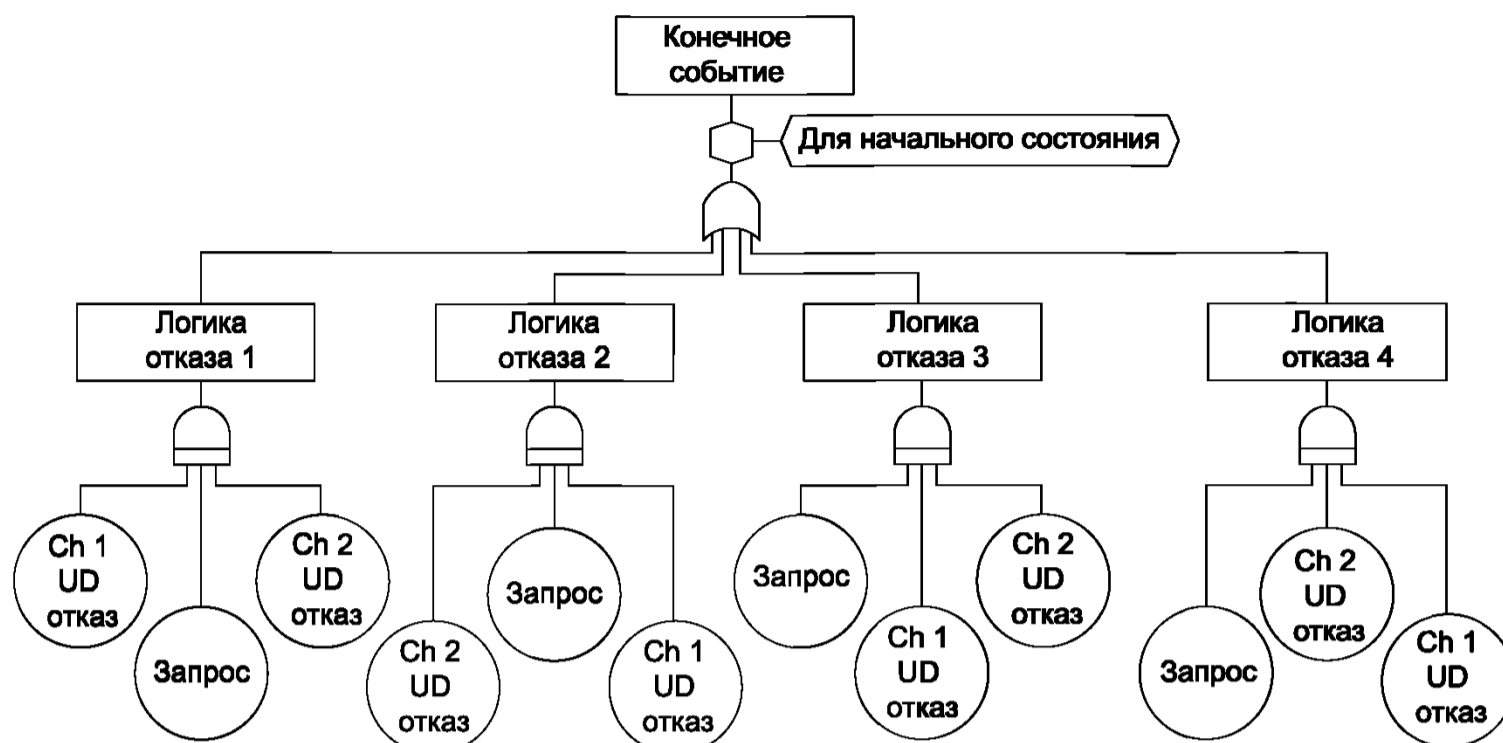 Конечное
событие
Для начального состояния
Логика
отказа 1
Логика
отказа 2
Логика
отказа 3
Логика
отказа 4
Ch 1
UD
отказ
Запрос
Ch 2
UD
отказ
Ch 2
UD
отказ
Запрос
Ch 1
UD
отказ
Запрос
Ch 1
UD
отказ
Ch 2
UD
отказ
Запрос
Ch 2
UD
отказ
Ch 1
UD
отказ